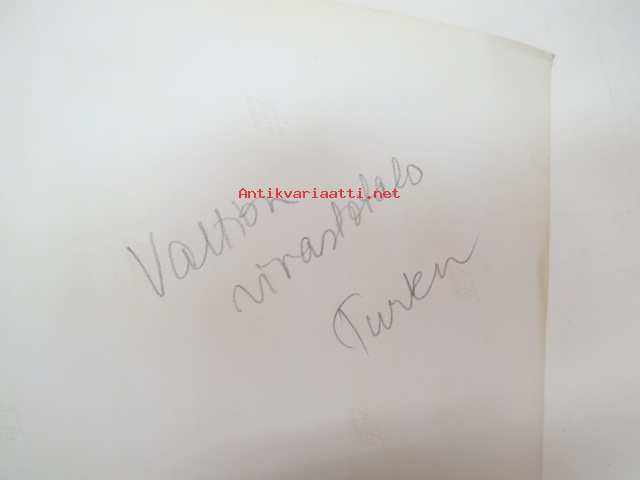 Valtion
virastotalo
Turku
Antikvariaatti.net